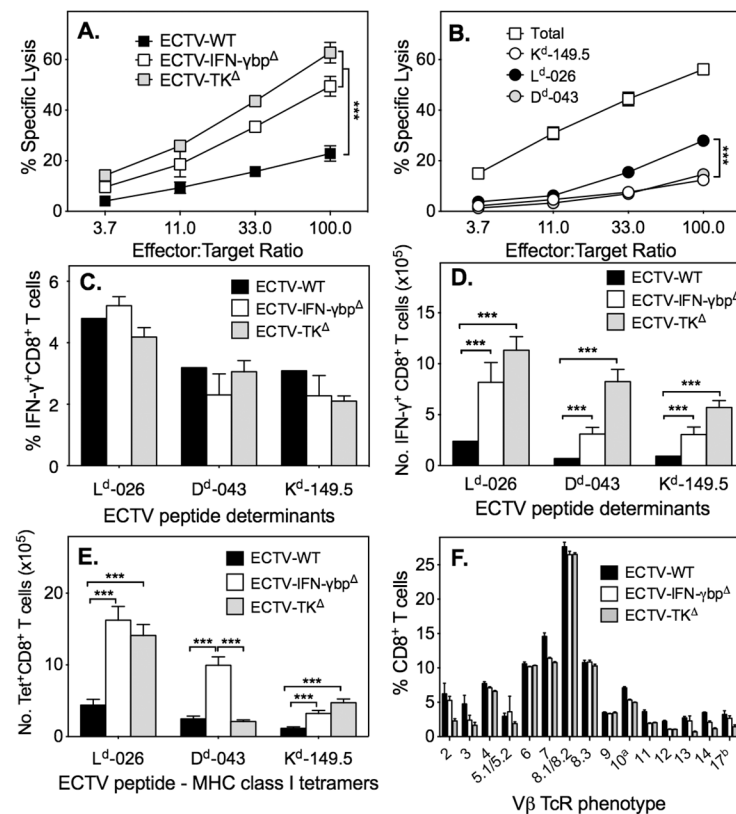 A.
ECTV-WT
ECTV-IFN-γbpΔ
ECTV-TKΔ
***
% Specific Lysis
60
40
20
0
3.7 11.0 33.0 100.0
Effector:Target Ratio
B.
Total
Kd-149.5
Ld-026
Dd-043
***
% Specific Lysis
60
40
20
0
3.7 11.0 33.0 100.0
Effector:Target Ratio
C.
ECTV-WT
ECTV-IFN-γbpΔ
ECTV-TKΔ
% IFN-γ+CD8+ T cells
6
4
2
0
Ld-026 Dd-043 Kd-149.5
ECTV peptide determinants
D.
ECTV-WT
ECTV-IFN-γbpΔ
ECTV-TKΔ
No. IFN-γ+ CD8+ T cells (x105)
15
10
5
0
*** *** ***
*** *** ***
Ld-026 Dd-043 Kd-149.5
ECTV peptide determinants
E.
ECTV-WT
ECTV-IFN-γbpΔ
ECTV-TKΔ
No. Tet+CD8+ T cells (x105)
20
10
0
*** ***
*** *** *** ***
Ld-026 Dd-043 Kd-149.5
ECTV peptide - MHC class I tetramers
F.
ECTV-WT
ECTV-IFN-γbpΔ
ECTV-TKΔ
% CD8+ T cells
25
20
15
10
5
0
2 3 4 5.1/5.2 6 7 8.1/8.2 8.3 9 10a 11 12 13 14 17b
Vβ TcR phenotype